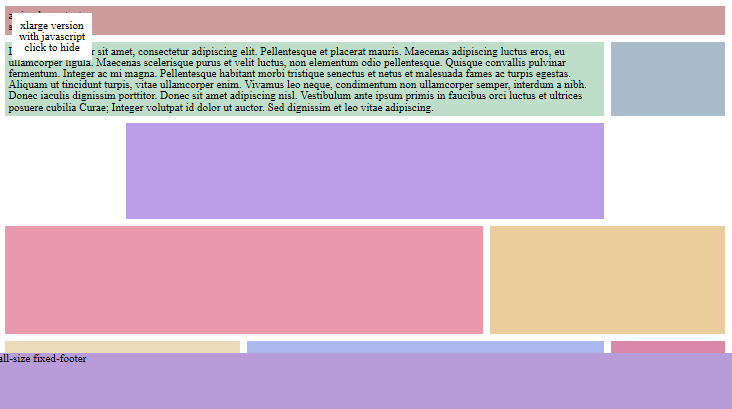 xlarge version
with javascript
click to hide
sit amet, consectetur adipiscing elit. Pellentesque et placerat mauris. Maecenas adipiscing luctus eros, eu
ullamcorper ligula. Maecenas scelerisque purus et velit luctus, non elementum odio pellentesque. Quisque convallis pulvinar
fermentum. Integer ac mi magna. Pellentesque habitant morbi tristique senectus et netus et malesuada fames ac turpis egestas.
Aliquam ut tincidunt turpis, vitae ullamcorper enim. Vivamus leo neque, condimentum non ullamcorper semper, interdum a nibh.
Donec iaculis dignissim porttitor. Donec sit amet adipiscing nisl. Vestibulum ante ipsum primis in faucibus orci luctus et ultrices
posuere cubilia Curae; Integer volutpat id dolor ut auctor. Sed dignissim et leo vitae adipiscing.
all-size fixed-footer